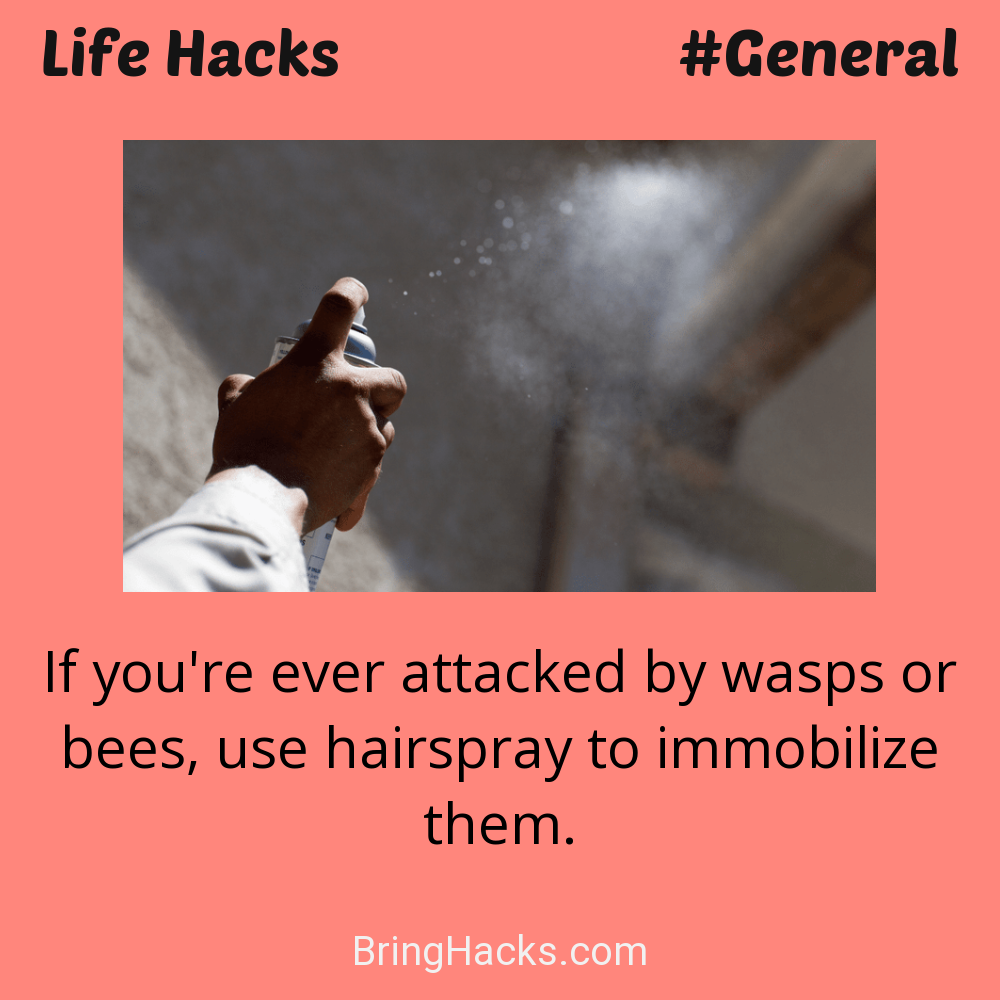 Life Hacks
#General
If you're ever attacked by wasps or
bees, use hairspray to immobilize
them.
BringHacks.com